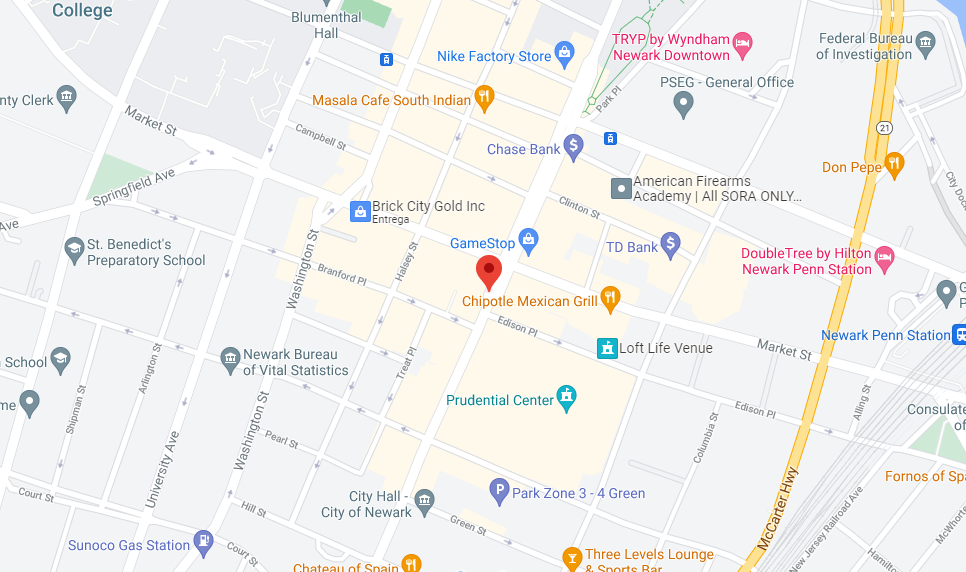 College
Blumenthal
Hall
Nike Factory Store
TRYP by Wyndham
Newark Downtown
Federal Bureau
of Investigation
PSEG - General Office
nty Clerk
Masala Cafe South Indian
Park Pl
Market St
Campbell St
21
Chase Bank
Don Pepe
Springfield Ave
American Firearms
Academy | All SORA ONLY...
City Dock
Brick City Gold Inc
Entrega
Clinton St
Ave
St. Benedict's
Preparatory School
Washington St
Halsey St
GameStop
TD Bank
DoubleTree by Hilton
Newark Penn Station
Branford Pl
Chipotle Mexican Grill
G
P
Edison Pl
Newark Penn Station
Market St
Loft Life Venue
School
Newark Bureau
of Vital Statistics
Arlington St
Treat Pl
Shipman St
me
Prudential Center
Alling St
Edison Pl
Consulate
of
Columbia St
Washington St
University Ave
Pearl St
Fornos of Spa
Court St
City Hall -
City of Newark
Park Zone 3 - 4 Green
McCarter Hwy
New Jersey Railroad Ave
McWhorter
Hill St
Green St
Sunoco Gas Station
Court St
Chateau of Spain
Three Levels Lounge
& Sports Bar
Hamilton